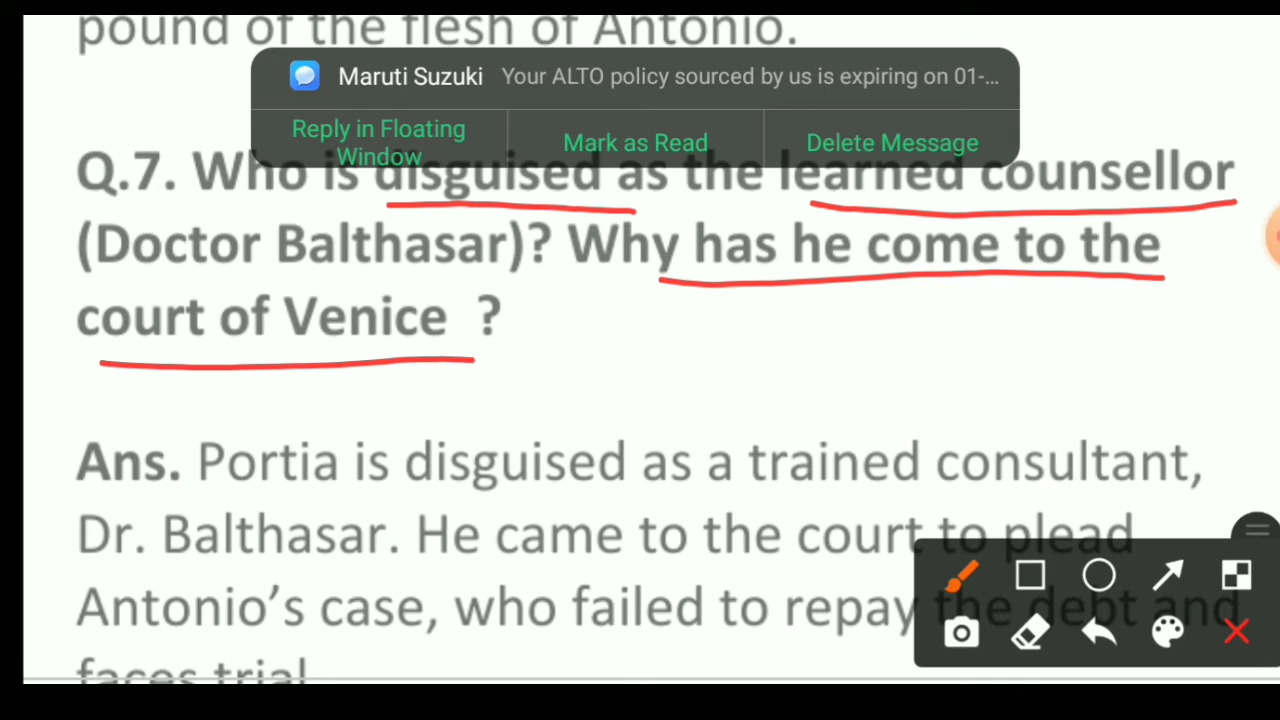 pound of the flesh of Antonio.
Maruti Suzuki Your ALTO policy sourced by us is expiring on 01-...
Reply in Floating Window Mark as Read Delete Message
Q.7. Who is disguised as the learned counsellor
(Doctor Balthasar)? Why has he come to the
court of Venice ?
Ans. Portia is disguised as a trained consultant,
Dr. Balthasar. He came to the court to plead
Antonio's case, who failed to repay the debt and
faces trial